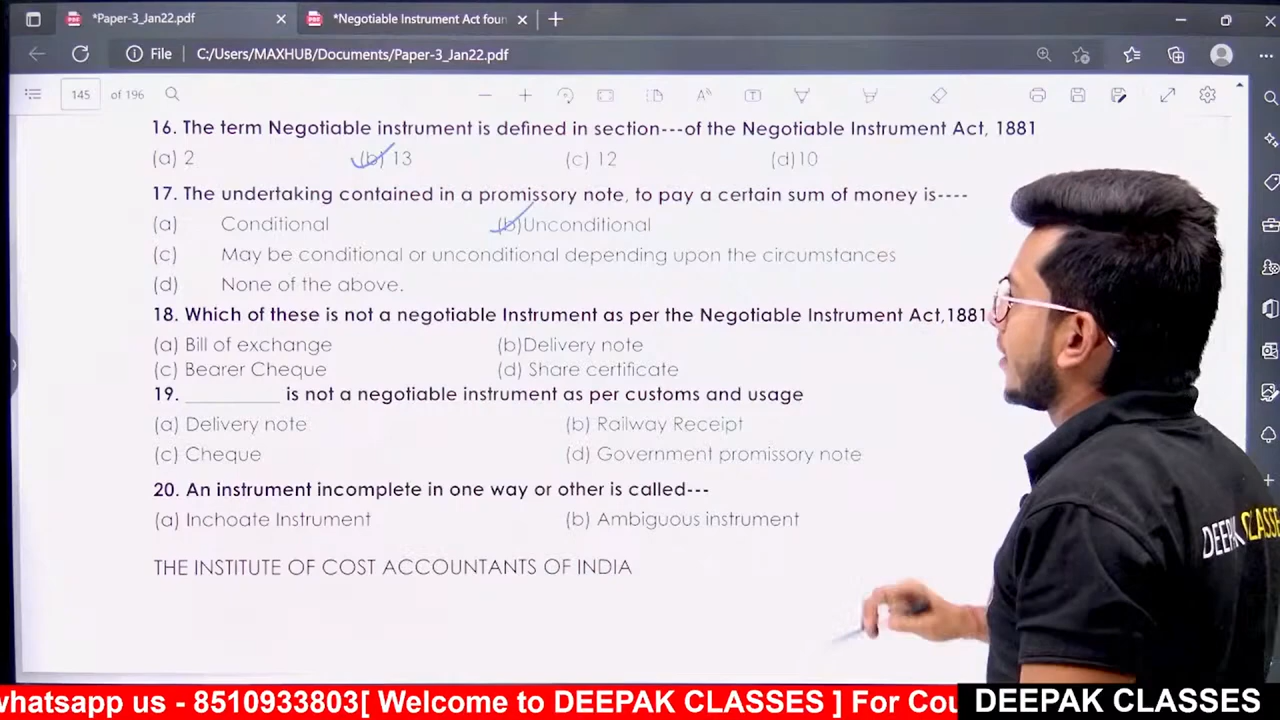 *Paper-3_Jan22.pdf
*Negotiable Instrument Act foun
File
C:/Users/MAXHUB/Documents/Paper-3_Jan22.pdf
145 of 196
16. The term Negotiable instrument is defined in section---of the Negotiable Instrument Act, 1881
(a) 2 (b) 13 (c) 12 (d)10
17. The undertaking contained in a promissory note, to pay a certain sum of money is----
(a) Conditional (b)Unconditional
(c) May be conditional or unconditional depending upon the circumstances
(d) None of the above.
18. Which of these is not a negotiable Instrument as per the Negotiable Instrument Act,1881
(a) Bill of exchange (b)Delivery note
(c) Bearer Cheque (d) Share certificate
19. __________ is not a negotiable instrument as per customs and usage
(a) Delivery note (b) Railway Receipt
(c) Cheque (d) Government promissory note
20. An instrument incomplete in one way or other is called---
(a) Inchoate Instrument (b) Ambiguous instrument
THE INSTITUTE OF COST ACCOUNTANTS OF INDIA
DEEPAK CLASSE
whatsapp us - 8510933803[ Welcome to DEEPAK CLASSES ] For Cou
DEEPAK CLASSES